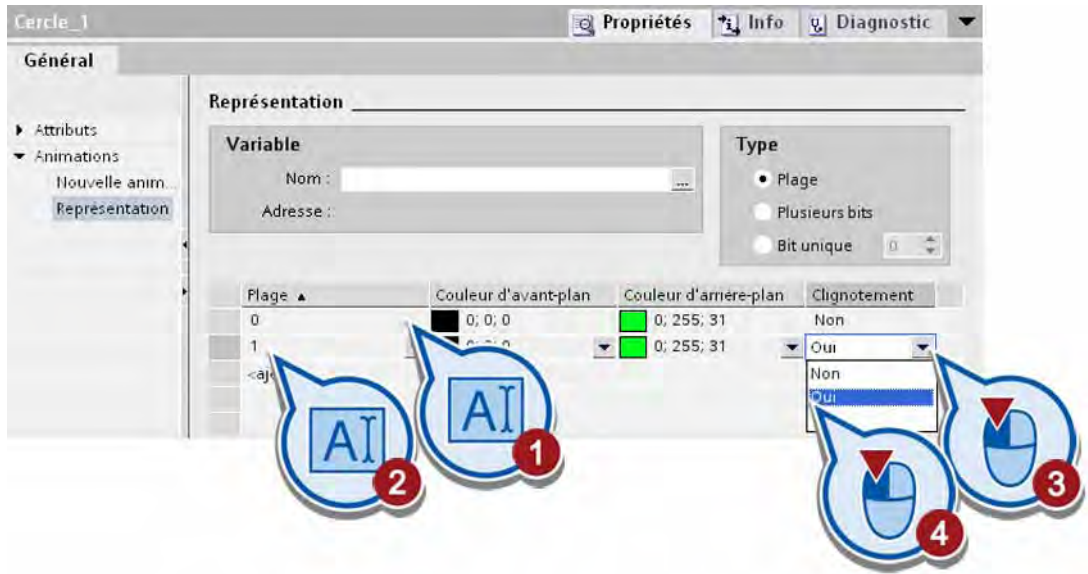 Cercle_1
Propriétés
Info
Diagnostic
Général
Représentation
Attributs
Animations
Nouvelle anim...
Représentation
Variable
Nom :
...
Adresse :
Type
Plage
Plusieurs bits
Bit unique
0
Plage
Couleur d'avant-plan
Couleur d'arrière-plan
Clignotement
0
0; 0; 0
0; 255; 31
Non
1
0; 255; 31
Oui
Non
Oui
AI
1
AI
2
3
4